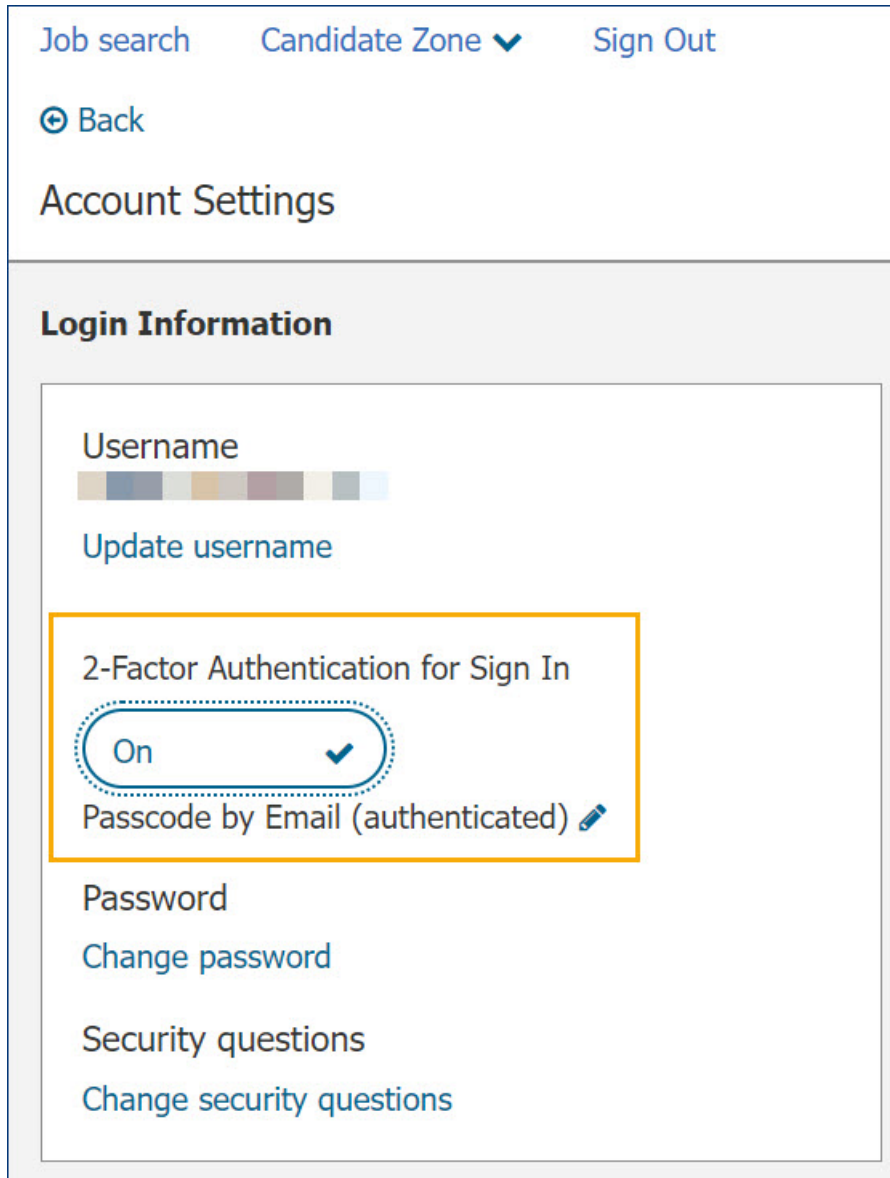 Job search Candidate Zone Sign Out
Back
Account Settings
Login Information
Username
Update username
2-Factor Authentication for Sign In
On
Passcode by Email (authenticated)
Password
Change password
Security questions
Change security questions